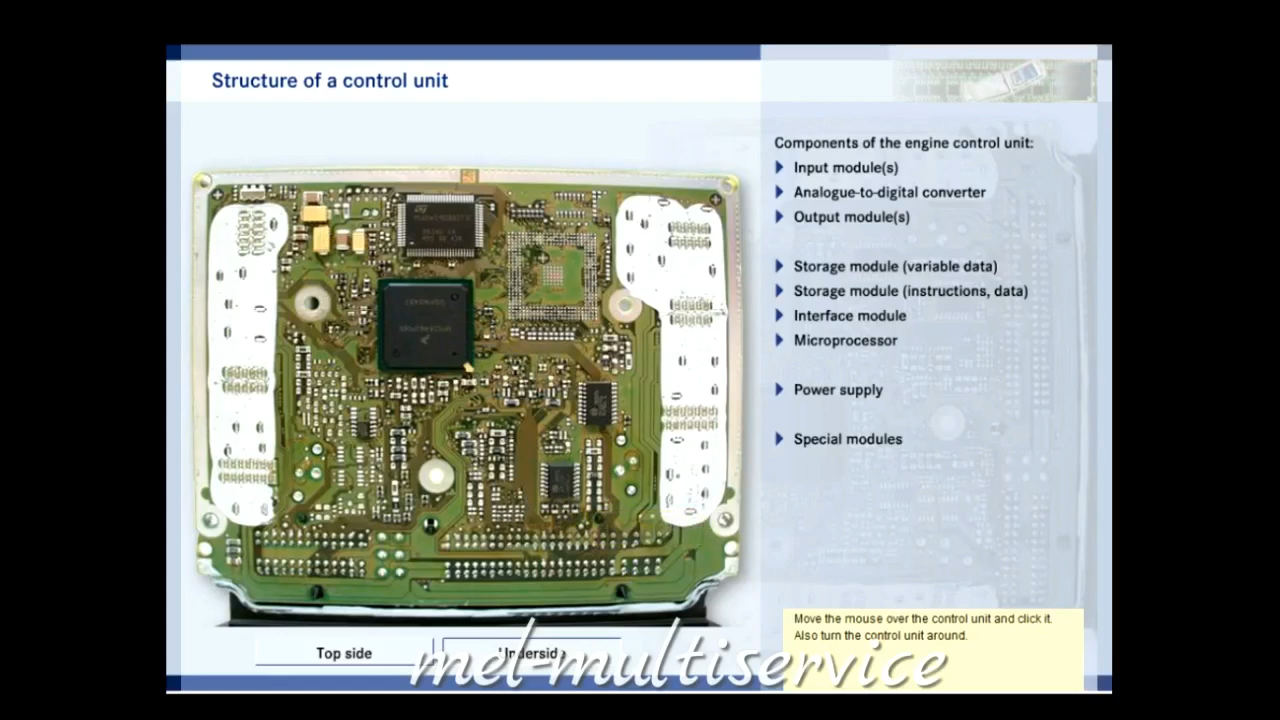 Structure of a control unit
Components of the engine control unit:
Input module(s)
Analogue-to-digital converter
Output module(s)
Storage module (variable data)
Storage module (instructions, data)
Interface module
Microprocessor
Power supply
Special modules
Move the mouse over the control unit and click it.
Also turn the control unit around.
Top side
Underside
mel-multiservice